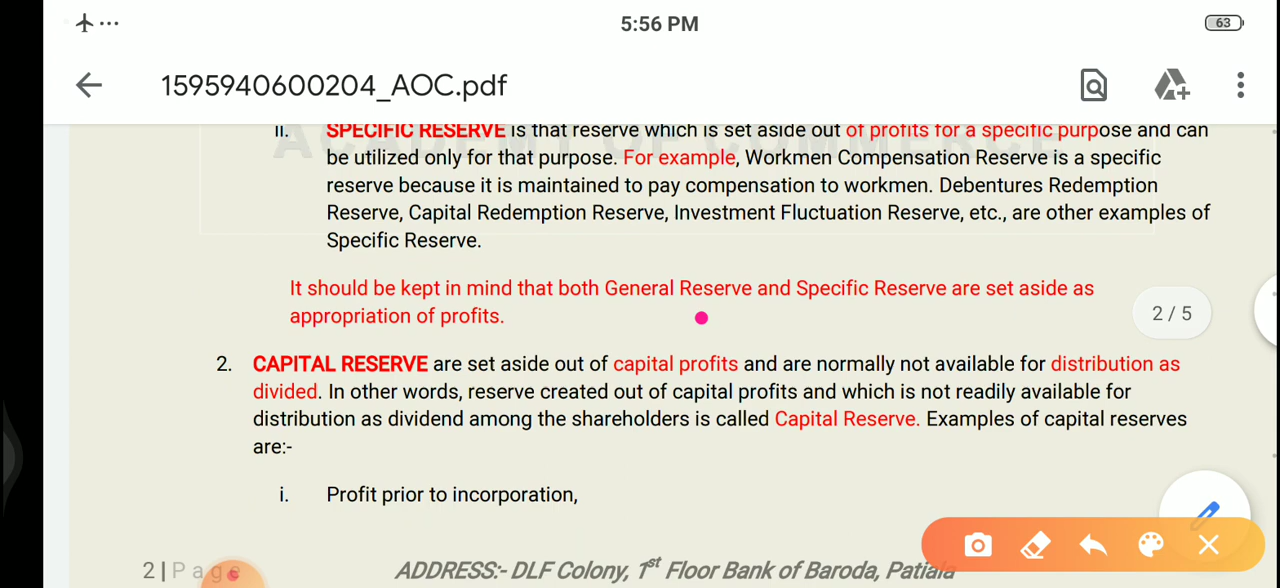 5:56 PM
63
1595940600204_AOC.pdf
ACADEMY OF COMMERCE
ii. SPECIFIC RESERVE is that reserve which is set aside out of profits for a specific purpose and can
be utilized only for that purpose. For example, Workmen Compensation Reserve is a specific
reserve because it is maintained to pay compensation to workmen. Debentures Redemption
Reserve, Capital Redemption Reserve, Investment Fluctuation Reserve, etc., are other examples of
Specific Reserve.
It should be kept in mind that both General Reserve and Specific Reserve are set aside as
appropriation of profits.
2 / 5
2. CAPITAL RESERVE are set aside out of capital profits and are normally not available for distribution as
divided. In other words, reserve created out of capital profits and which is not readily available for
distribution as dividend among the shareholders is called Capital Reserve. Examples of capital reserves
are:-
i. Profit prior to incorporation,
2 | Page ADDRESS:- DLF Colony, 1st Floor Bank of Baroda, Patiala